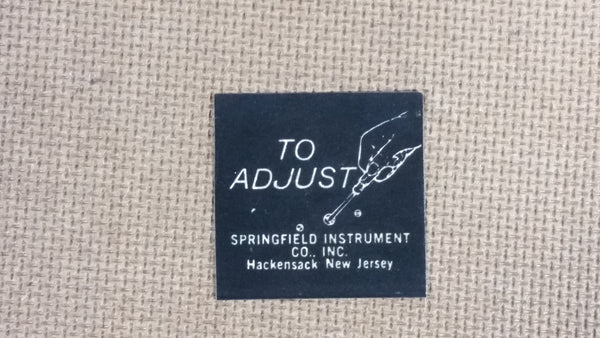 TO
ADJUST
SPRINGFIELD INSTRUMENT
CO., INC.
Hackensack New Jersey